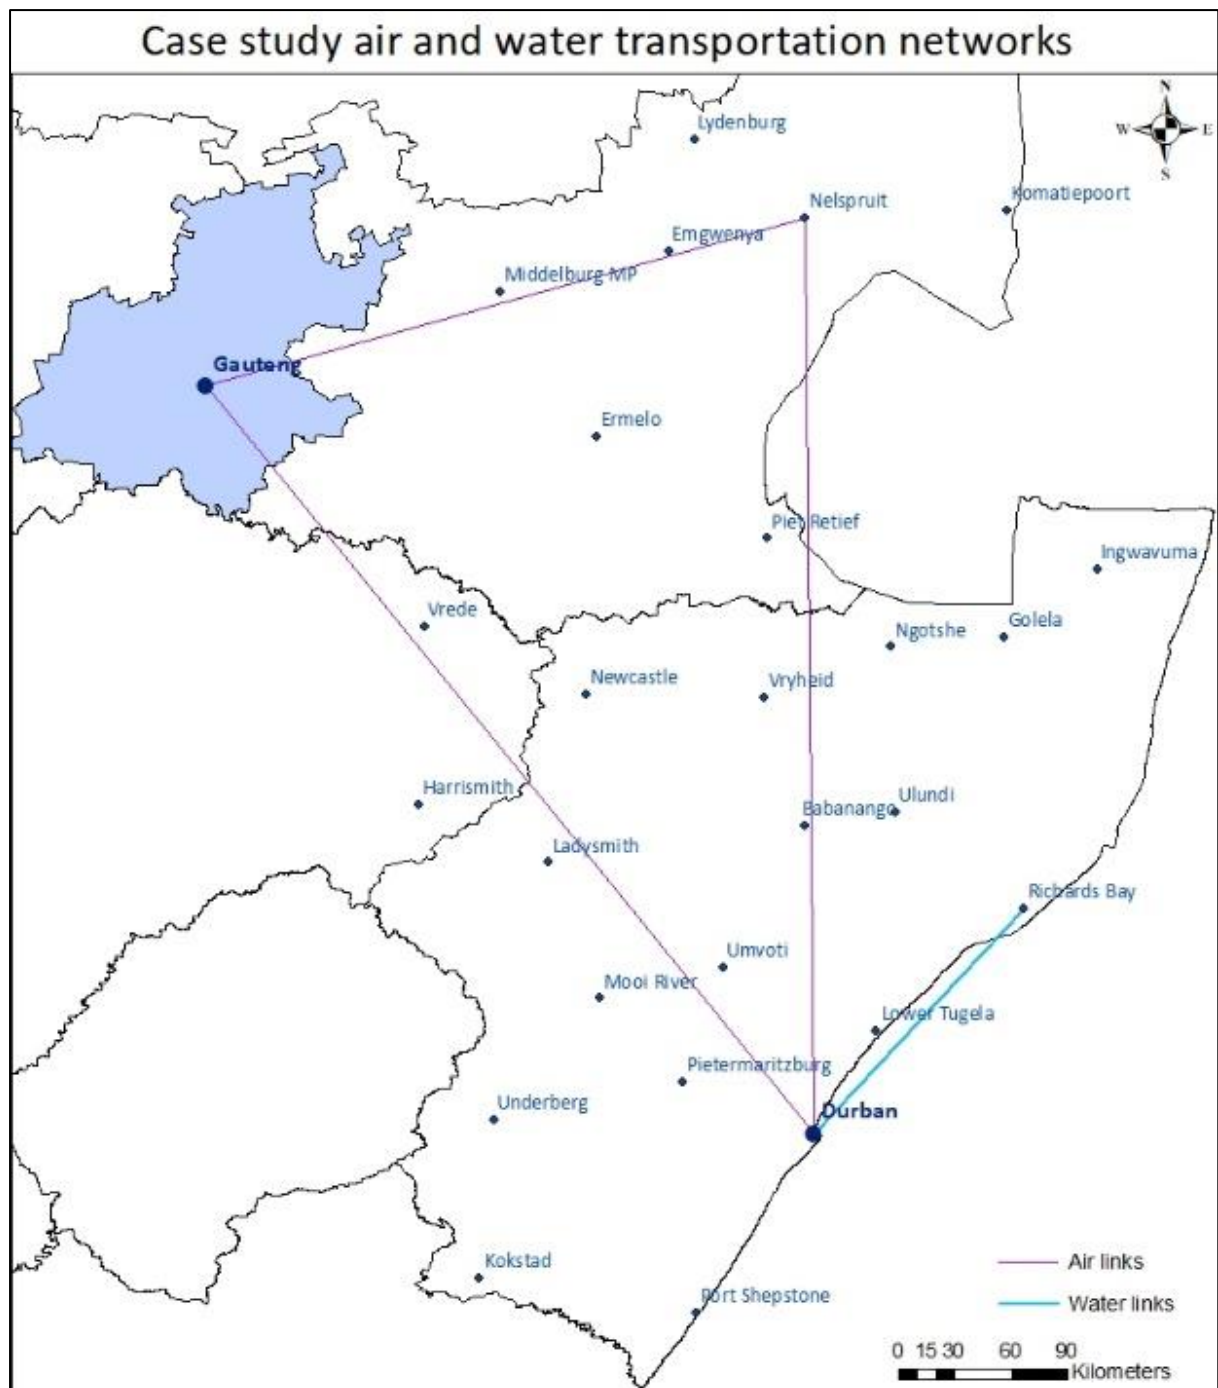 Case study air and water transportation networks
N
W E
S
Lydenburg
Nelspruit
Komatiepoort
Emgwenya
Middelburg MP
Gauteng
Ermelo
Piet Retief
Ingwavuma
Vrede
Ngotshe
Golela
Newcastle
Vryheid
Harrismith
Babanango
Ulundi
Ladysmith
Richards Bay
Umvoti
Mooi River
Lower Tugela
Pietermaritzburg
Underberg
Durban
Kokstad
Port Shepstone
Air links
Water links
0 15 30 60 90
Kilometers